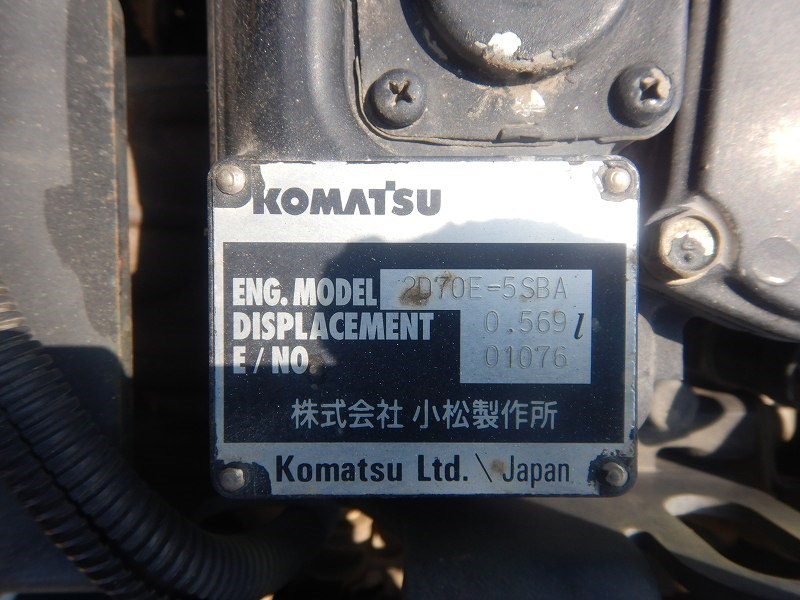 KOMATSU
ENG. MODEL 2D70E-5SBA
DISPLACEMENT 0.569 l
E/NO 01076
株式会社 小松製作所
Komatsu Ltd. \ Japan